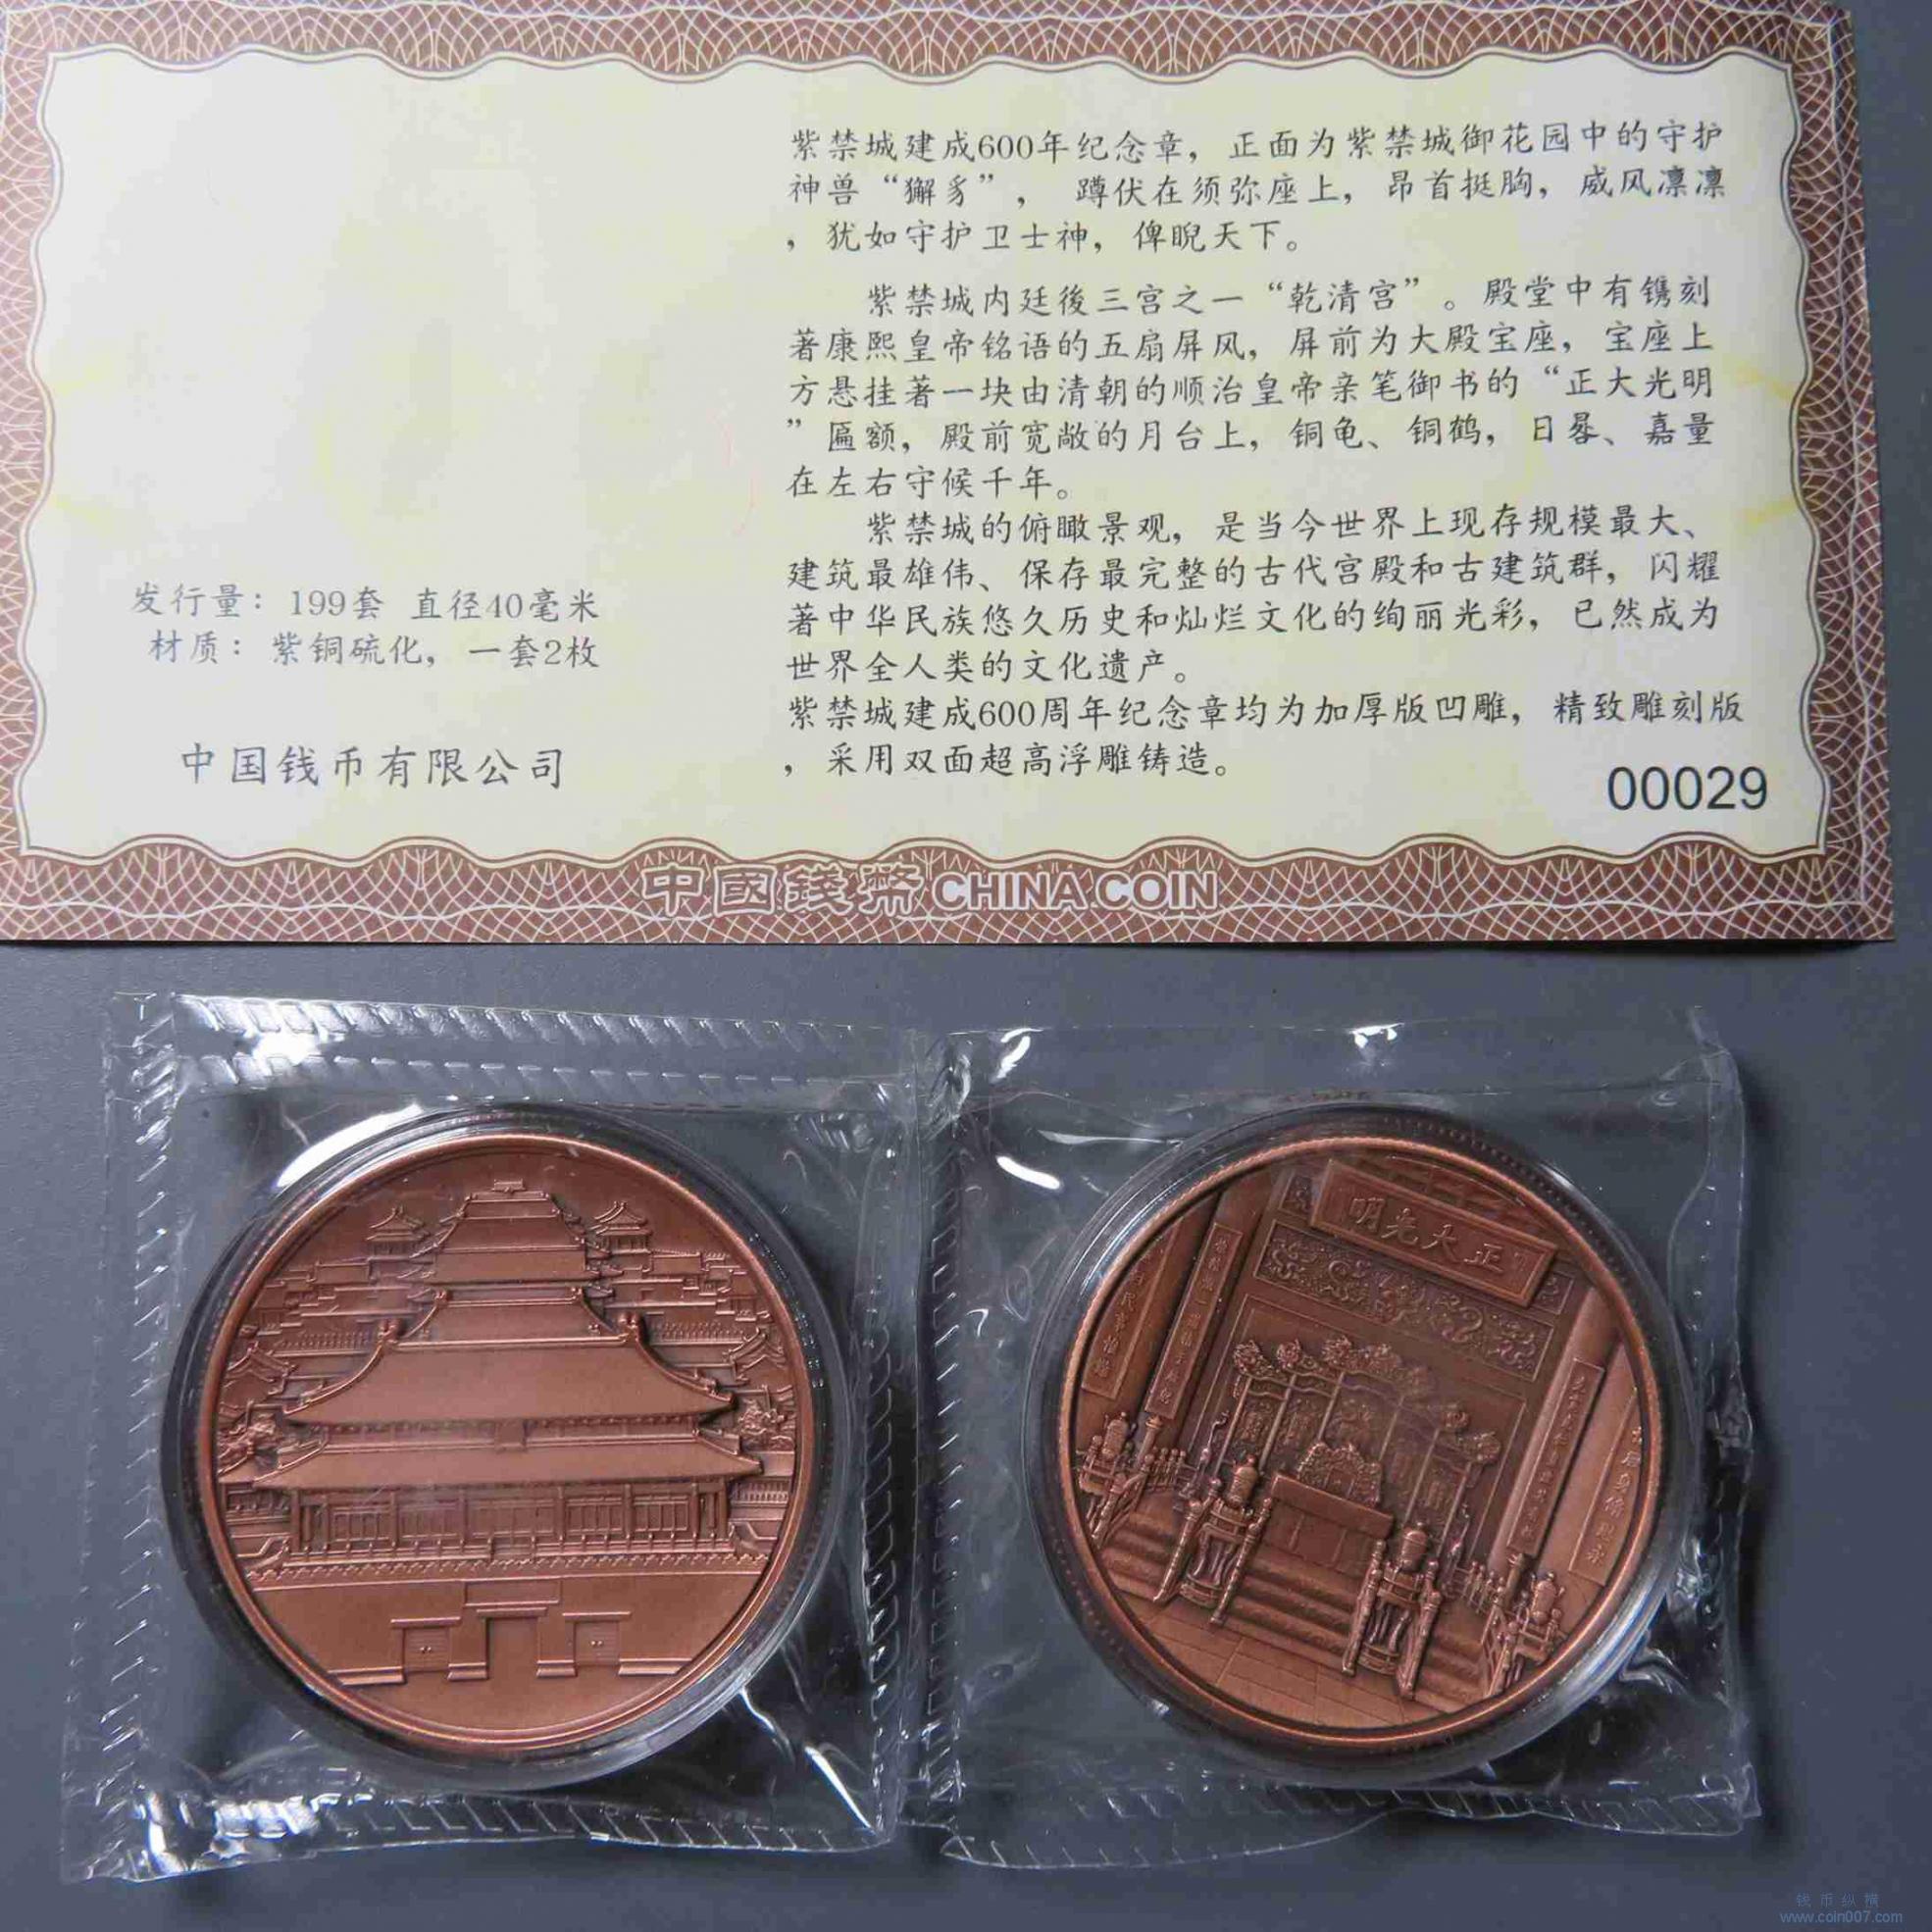 紫禁城建成600年纪念章，正面为紫禁城御花园中的守护
神兽“獬豸”， 蹲伏在须弥座上，昂首挺胸，威风凛凛
，犹如守护卫士神，俾睨天下。
紫禁城内廷後三宫之一“乾清宫”。殿堂中有镌刻
著康熙皇帝铭语的五扇屏风，屏前为大殿宝座，宝座上
方悬挂著一块由清朝的顺治皇帝亲笔御书的“正大光明
”匾额，殿前宽敞的月台上，铜龟、铜鹤，日晷、嘉量
在左右守候千年。
紫禁城的俯瞰景观，是当今世界上现存规模最大、
建筑最雄伟、保存最完整的古代宫殿和古建筑群，闪耀
著中华民族悠久历史和灿烂文化的绚丽光彩，已然成为
世界全人类的文化遗产。
紫禁城建成600周年纪念章均为加厚版凹雕，精致雕刻版
，采用双面超高浮雕铸造。
00029
发行量：199套 直径40毫米
材质：紫铜硫化，一套2枚
中国钱币有限公司
中國錢幣 CHINA COIN
明光大正
钱币纵横
www.coin007.com